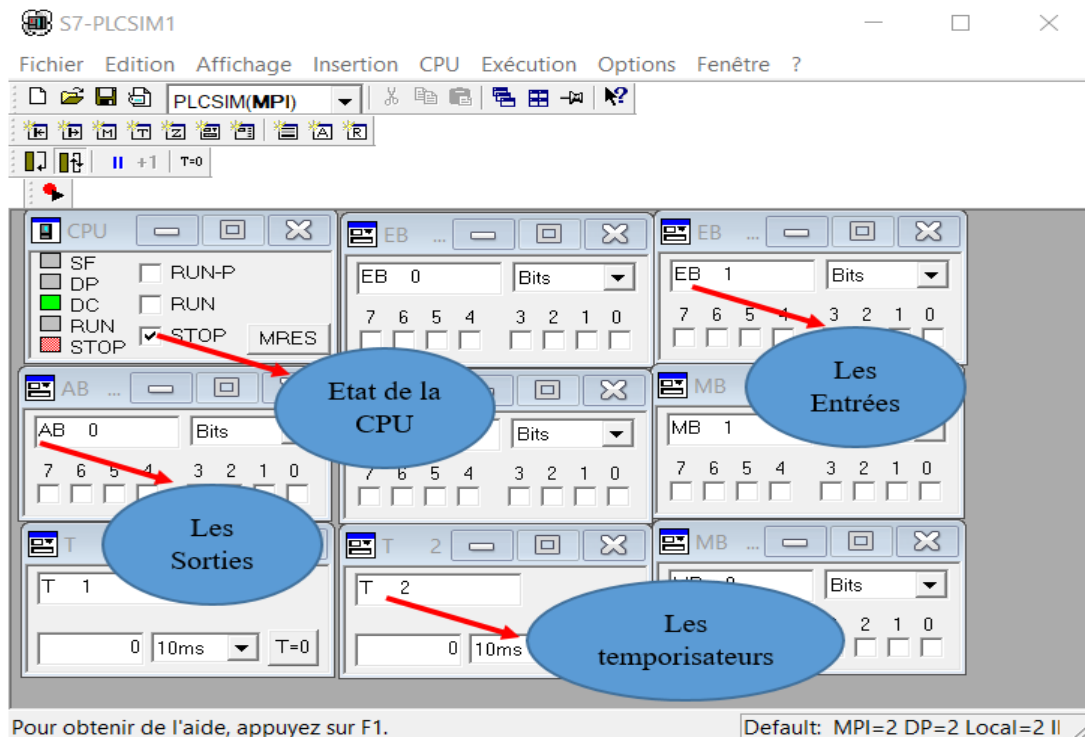 S7-PLCSIM1
Fichier Edition Affichage Insertion CPU Exécution Options Fenêtre ?
PLCSIM(MPI)
+1 T=0
CPU
SF
DP
DC
RUN
STOP
RUN-P
RUN
STOP
MRES
EB ...
EB 0
Bits
7 6 5 4 3 2 1 0
EB ...
EB 1
Bits
7 6 5 4 3 2 1 0
Etat de la
CPU
Les
Entrées
AB ...
AB 0
Bits
7 6 5 4 3 2 1 0
Bits
7 6 5 4 3 2 1 0
MB
MB 1
7 6 5 4 3 2 1 0
Les
Sorties
T
T 1
0 10ms T=0
T 2
T 2
0 10ms
MB ...
Bits
2 1 0
Les
temporisateurs
Pour obtenir de l'aide, appuyez sur F1.
Default: MPI=2 DP=2 Local=2